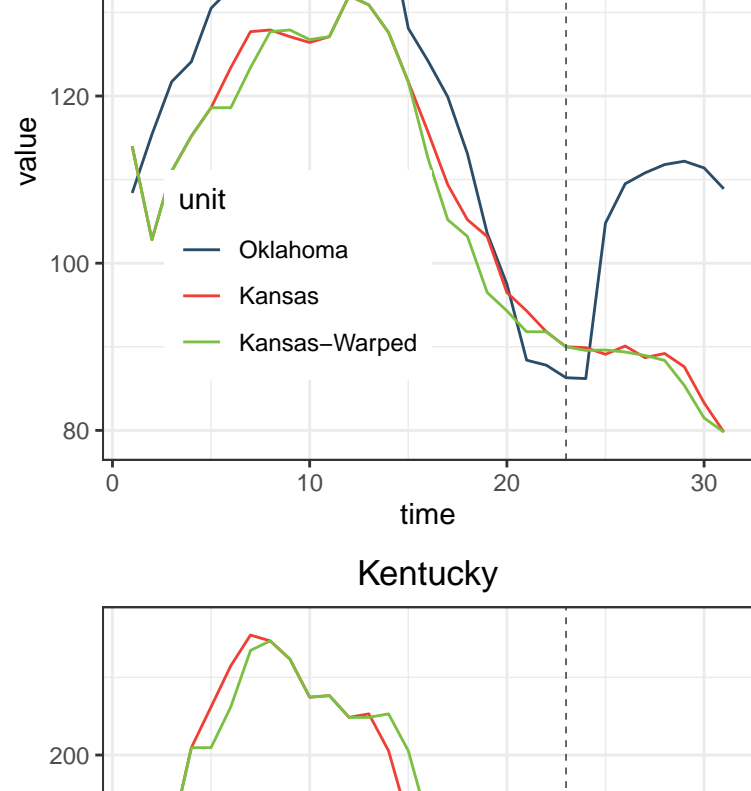 120
100
80
value
unit
Oklahoma
Kansas
Kansas−Warped
0 10 20 30
time
Kentucky
200